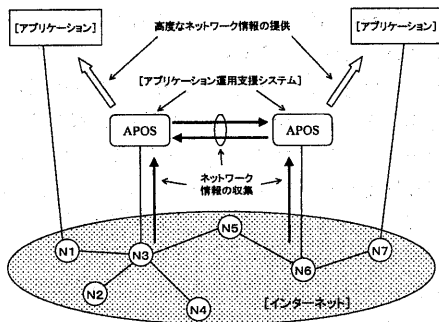 [アプリケーション]
高度なネットワーク情報の提供
[アプリケーション]
[アプリケーション運用支援システム]
APOS
APOS
ネットワーク
情報の収集
N5
N1
N3
N6
N7
N2
N4
[インターネット]